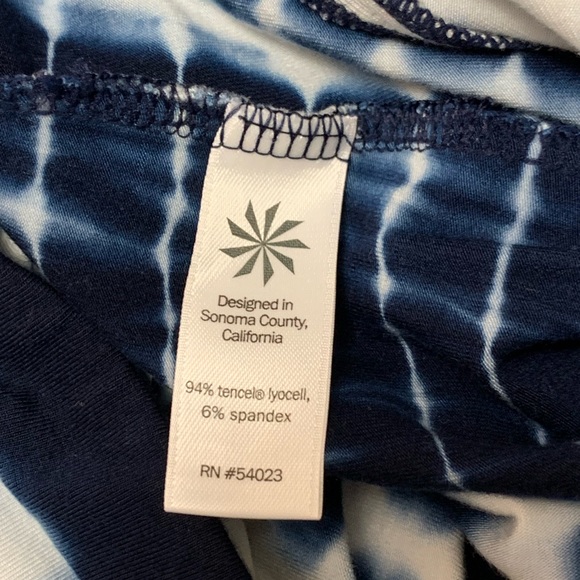 Designed in
Sonoma County,
California
94% tencel® lyocell,
6% spandex
RN #54023